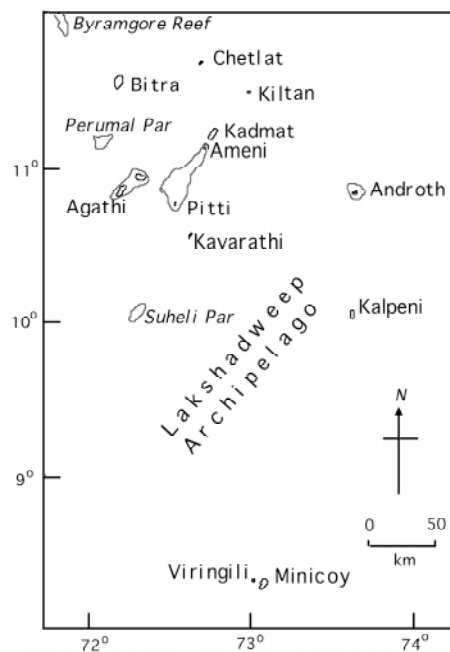 Byramgore Reef
Chetlat
Bitra
Kiltan
Perumal Par
Kadmat
Ameni
11°
Androth
Agathi
Pitti
Kavarathi
Kalpeni
10°
Suheli Par
Lakshadweep
Archipelago
N
9°
0 50
km
Viringili
Minicoy
72° 73° 74°